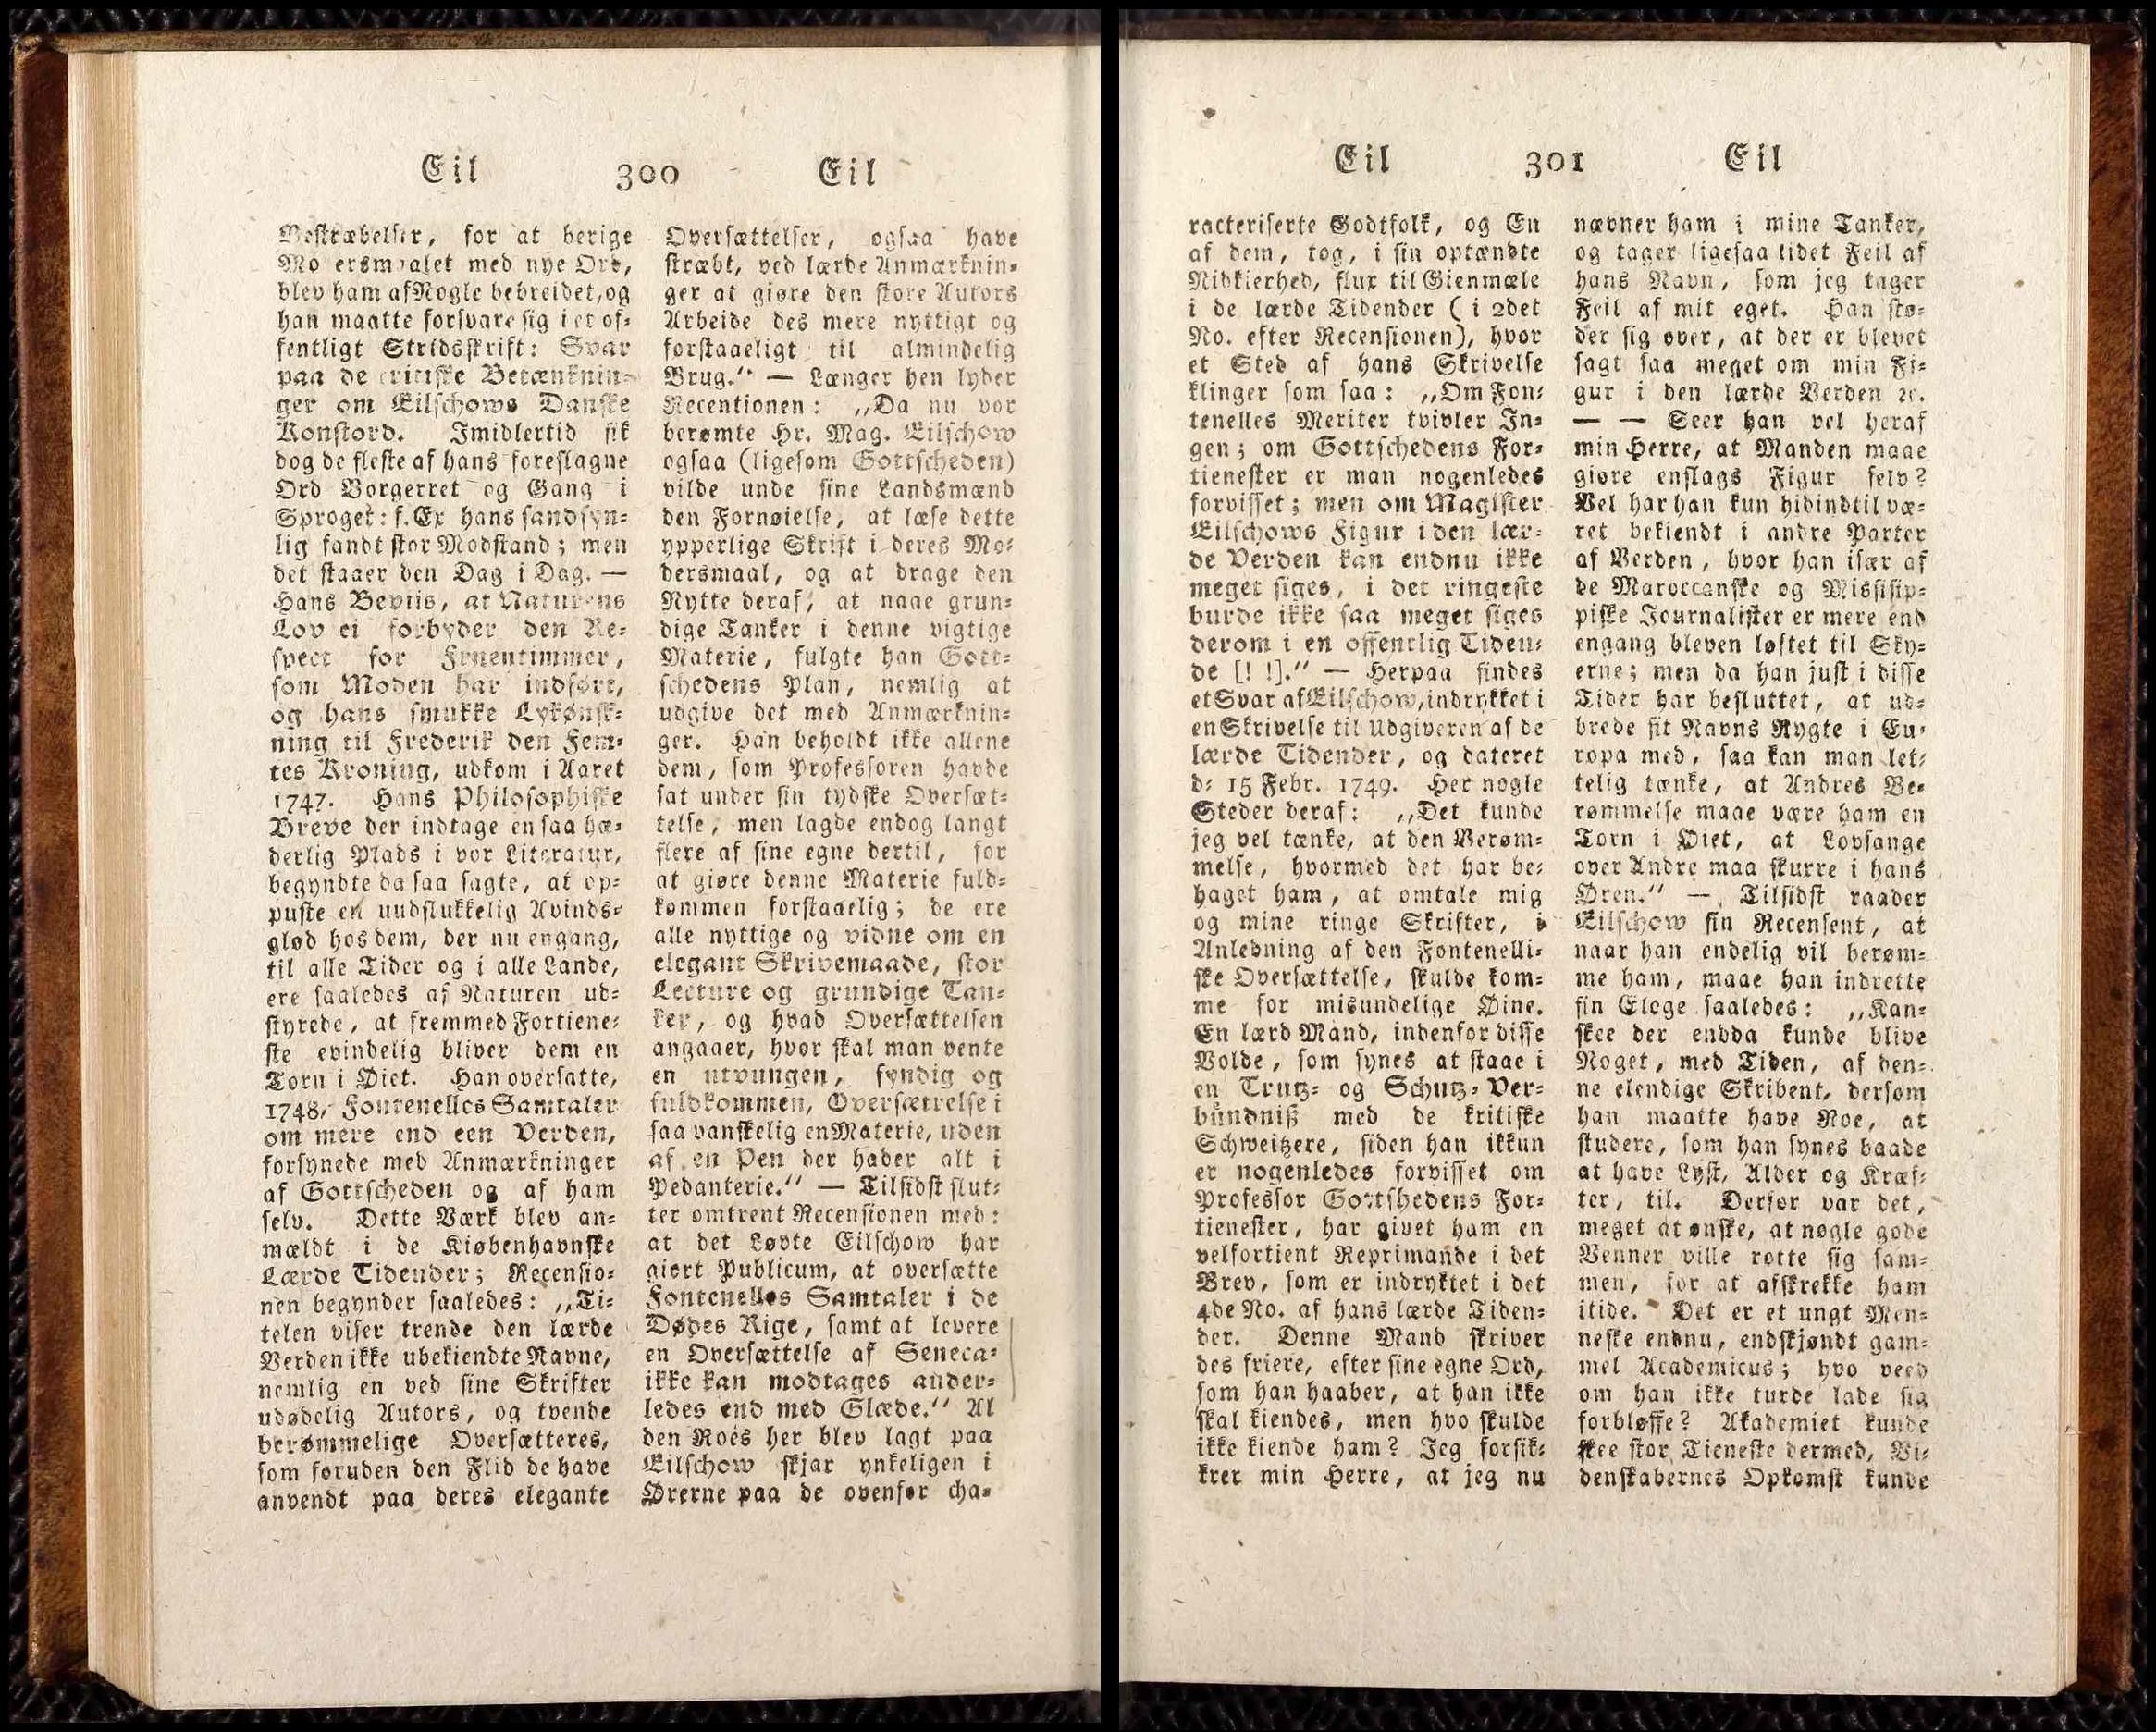 Eil 300 Eil
Bestræbelser, for at berige
Modersmaalet med nye Ord,
blev ham af Nogle bebreidet, og
han maatte forsvare sig i et of-
fentligt Stridsskrift: Svar
paa de critiske Betænknin-
ger om Eilschows Danske
Konstord. Imidlertid fik
dog de fleste af hans foreslagne
Ord Borgerret og Gang i
Sproget: f. Ex hans sandsyn-
lig fandt stor Modstand; men
det staaer den Dag i Dag. —
Hans Beviis, at Naturens
Lov ei forbyder den Re-
spect for Fruentimmer,
som Moden har indført,
og hans smukke Lykønsk-
ning til Frederik den Fem-
tes Kroning, udkom i Aaret
1747. Hans Philosophiske
Breve der indtage en saa hæ-
derlig Plads i vor Literatur,
begyndte da saa sagte, at op-
puste en uudslukkelig Avinds-
glød hos dem, der nu engang,
til alle Tider og i alle Lande,
ere saaledes af Naturen ud-
styrede, at fremmed Fortiene-
ste evindelig bliver dem en
Torn i Øiet. Han oversatte,
1748, Fontenelles Samtaler
om mere end een Verden,
forsynede med Anmærkninger
af Gottscheden og af ham
selv. Dette Værk blev an-
mældt i de Kiøbenhavnske
Lærde Tidender; Recensio-
nen begynder saaledes: „Ti-
telen viser trende den lærde
Verden ikke ubekiendte Navne,
nemlig en ved sine Skrifter
udødelig Autors, og tvende
berømmelige Oversætteres,
som foruden den Flid de have
anvendt paa deres elegante
Oversættelser, ogsaa have
stræbt, ved lærde Anmærknin-
ger at giøre den store Autors
Arbeide des mere nyttigt og
forstaaeligt til almindelig
Brug.“ — Længer hen lyder
Recentionen: „Da nu vor
berømte Hr. Mag. Eilschow
ogsaa (ligesom Gottscheden)
vilde unde sine Landsmænd
den Fornøielse, at læse dette
ypperlige Skrift i deres Mo-
dersmaal, og at drage den
Nytte deraf, at naae grun-
dige Tanker i denne vigtige
Materie, fulgte han Gott-
schedens Plan, nemlig at
udgive det med Anmærknin-
ger. Han beholdt ikke allene
dem, som Professoren havde
sat under sin tydske Oversæt-
telse, men lagde endog langt
flere af sine egne dertil, for
at giøre denne Materie fuld-
kommen forstaaelig; de ere
alle nyttige og vidne om en
elegant Skrivemaade, stor
Lecture og grundige Tan-
ker, og hvad Oversættelsen
angaaer, hvor skal man vente
en utvungen, fyndig og
fuldkommen, Oversættelse i
saa vanskelig en Materie, uden
af en Pen der hader alt i
Pedanterie.“ — Tilsidst slut-
ter omtrent Recensionen med:
at det Løvte Eilschow har
giort Publicum, at oversætte
Fontenelles Samtaler i de
Dødes Rige, samt at levere
en Oversættelse af Seneca-
ikke kan modtages ander-
ledes end med Glæde.“ Al
den Roes her blev lagt paa
Eilschow skjar ynkeligen i
Ørerne paa de ovenfor cha-
Eil 301 Eil
racteriserte Godtfolk, og En
af dem, tog, i sin optændte
Nidkierhed, flux til Gienmæle
i de lærde Tidender (i 2det
No. efter Recensionen), hvor
et Sted af hans Skrivelse
klinger som saa: „Om Fon-
tenelles Meriter tvivler In-
gen; om Gottschedens For-
tienester er man nogenledes
forvisset; men om Magister
Eilschows Figur i den lær-
de Verden kan endnu ikke
meget siges, i det ringeste
burde ikke saa meget siges
derom i en offentlig Tiden-
de [! !].“ — Herpaa findes
et Svar af Eilschow, indrykket i
en Skrivelse til Udgiveren af de
lærde Tidender, og dateret
d. 15 Febr. 1749. Her nogle
Steder deraf: „Det kunde
jeg vel tænke, at den Berøm-
melse, hvormed det har be-
haget ham, at omtale mig
og mine ringe Skrifter, i
Anledning af den Fontenelli-
ske Oversættelse, skulde kom-
me for misundelige Øine.
En lærd Mand, indenfor disse
Volde, som synes at staae i
en Trutz- og Schutz- Ver-
bündniß med de kritiske
Schweitzere, siden han ikkun
er nogenledes forvisset om
Professor Gottshedens For-
tienester, har givet ham en
velfortient Reprimande i det
Brev, som er indryktet i det
4de No. af hans lærde Tiden-
der. Denne Mand skriver
des friere, efter sine egne Ord,
som han haaber, at han ikke
skal kiendes, men hvo skulde
ikke kiende ham? Jeg forsik-
krer min Herre, at jeg nu
nævner ham i mine Tanker,
og tager ligesaa lidet Feil af
hans Navn, som jeg tager
Feil af mit eget. Han stø-
der sig over, at der er blevet
sagt saa meget om min Fi-
gur i den lærde Verden ꝛc.
— — Seer han vel heraf
min Herre, at Manden maae
giøre enslags Figur selv?
Vel har han kun hidindtil væ-
ret bekiendt i andre Parter
af Verden, hvor han især af
de Maroccanske og Missisip-
piske Journalister er mere end
engang bleven løftet til Sky-
erne; men da han just i disse
Tider har besluttet, at ud-
brede sit Navns Rygte i Eu-
ropa med, saa kan man let-
telig tænke, at Andres Be-
rømmelse maae være ham en
Torn i Øiet, at Lovsange
over Andre maa skurre i hans
Øren.“ — Tilsidst raader
Eilschow sin Recensent, at
naar han endelig vil berøm-
me ham, maae han indrette
sin Eloge saaledes: „Kan-
skee der endda kunde blive
Noget, med Tiden, af den-
ne elendige Skribent, dersom
han maatte have Roe, at
studere, som han synes baade
at have Lyst, Alder og Kræf-
ter, til. Derfor var det,
meget at ønske, at nogle gode
Venner ville rotte sig sam-
men, for at afskrekke ham
itide. Det er et ungt Men-
neske endnu, endskjøndt gam-
mel Academicus; hvo veed
om han ikke turde lade sig
forbløffe? Akademiet kunde
skee stor Tieneste dermed, Vi-
denskabernes Opkomst kunde